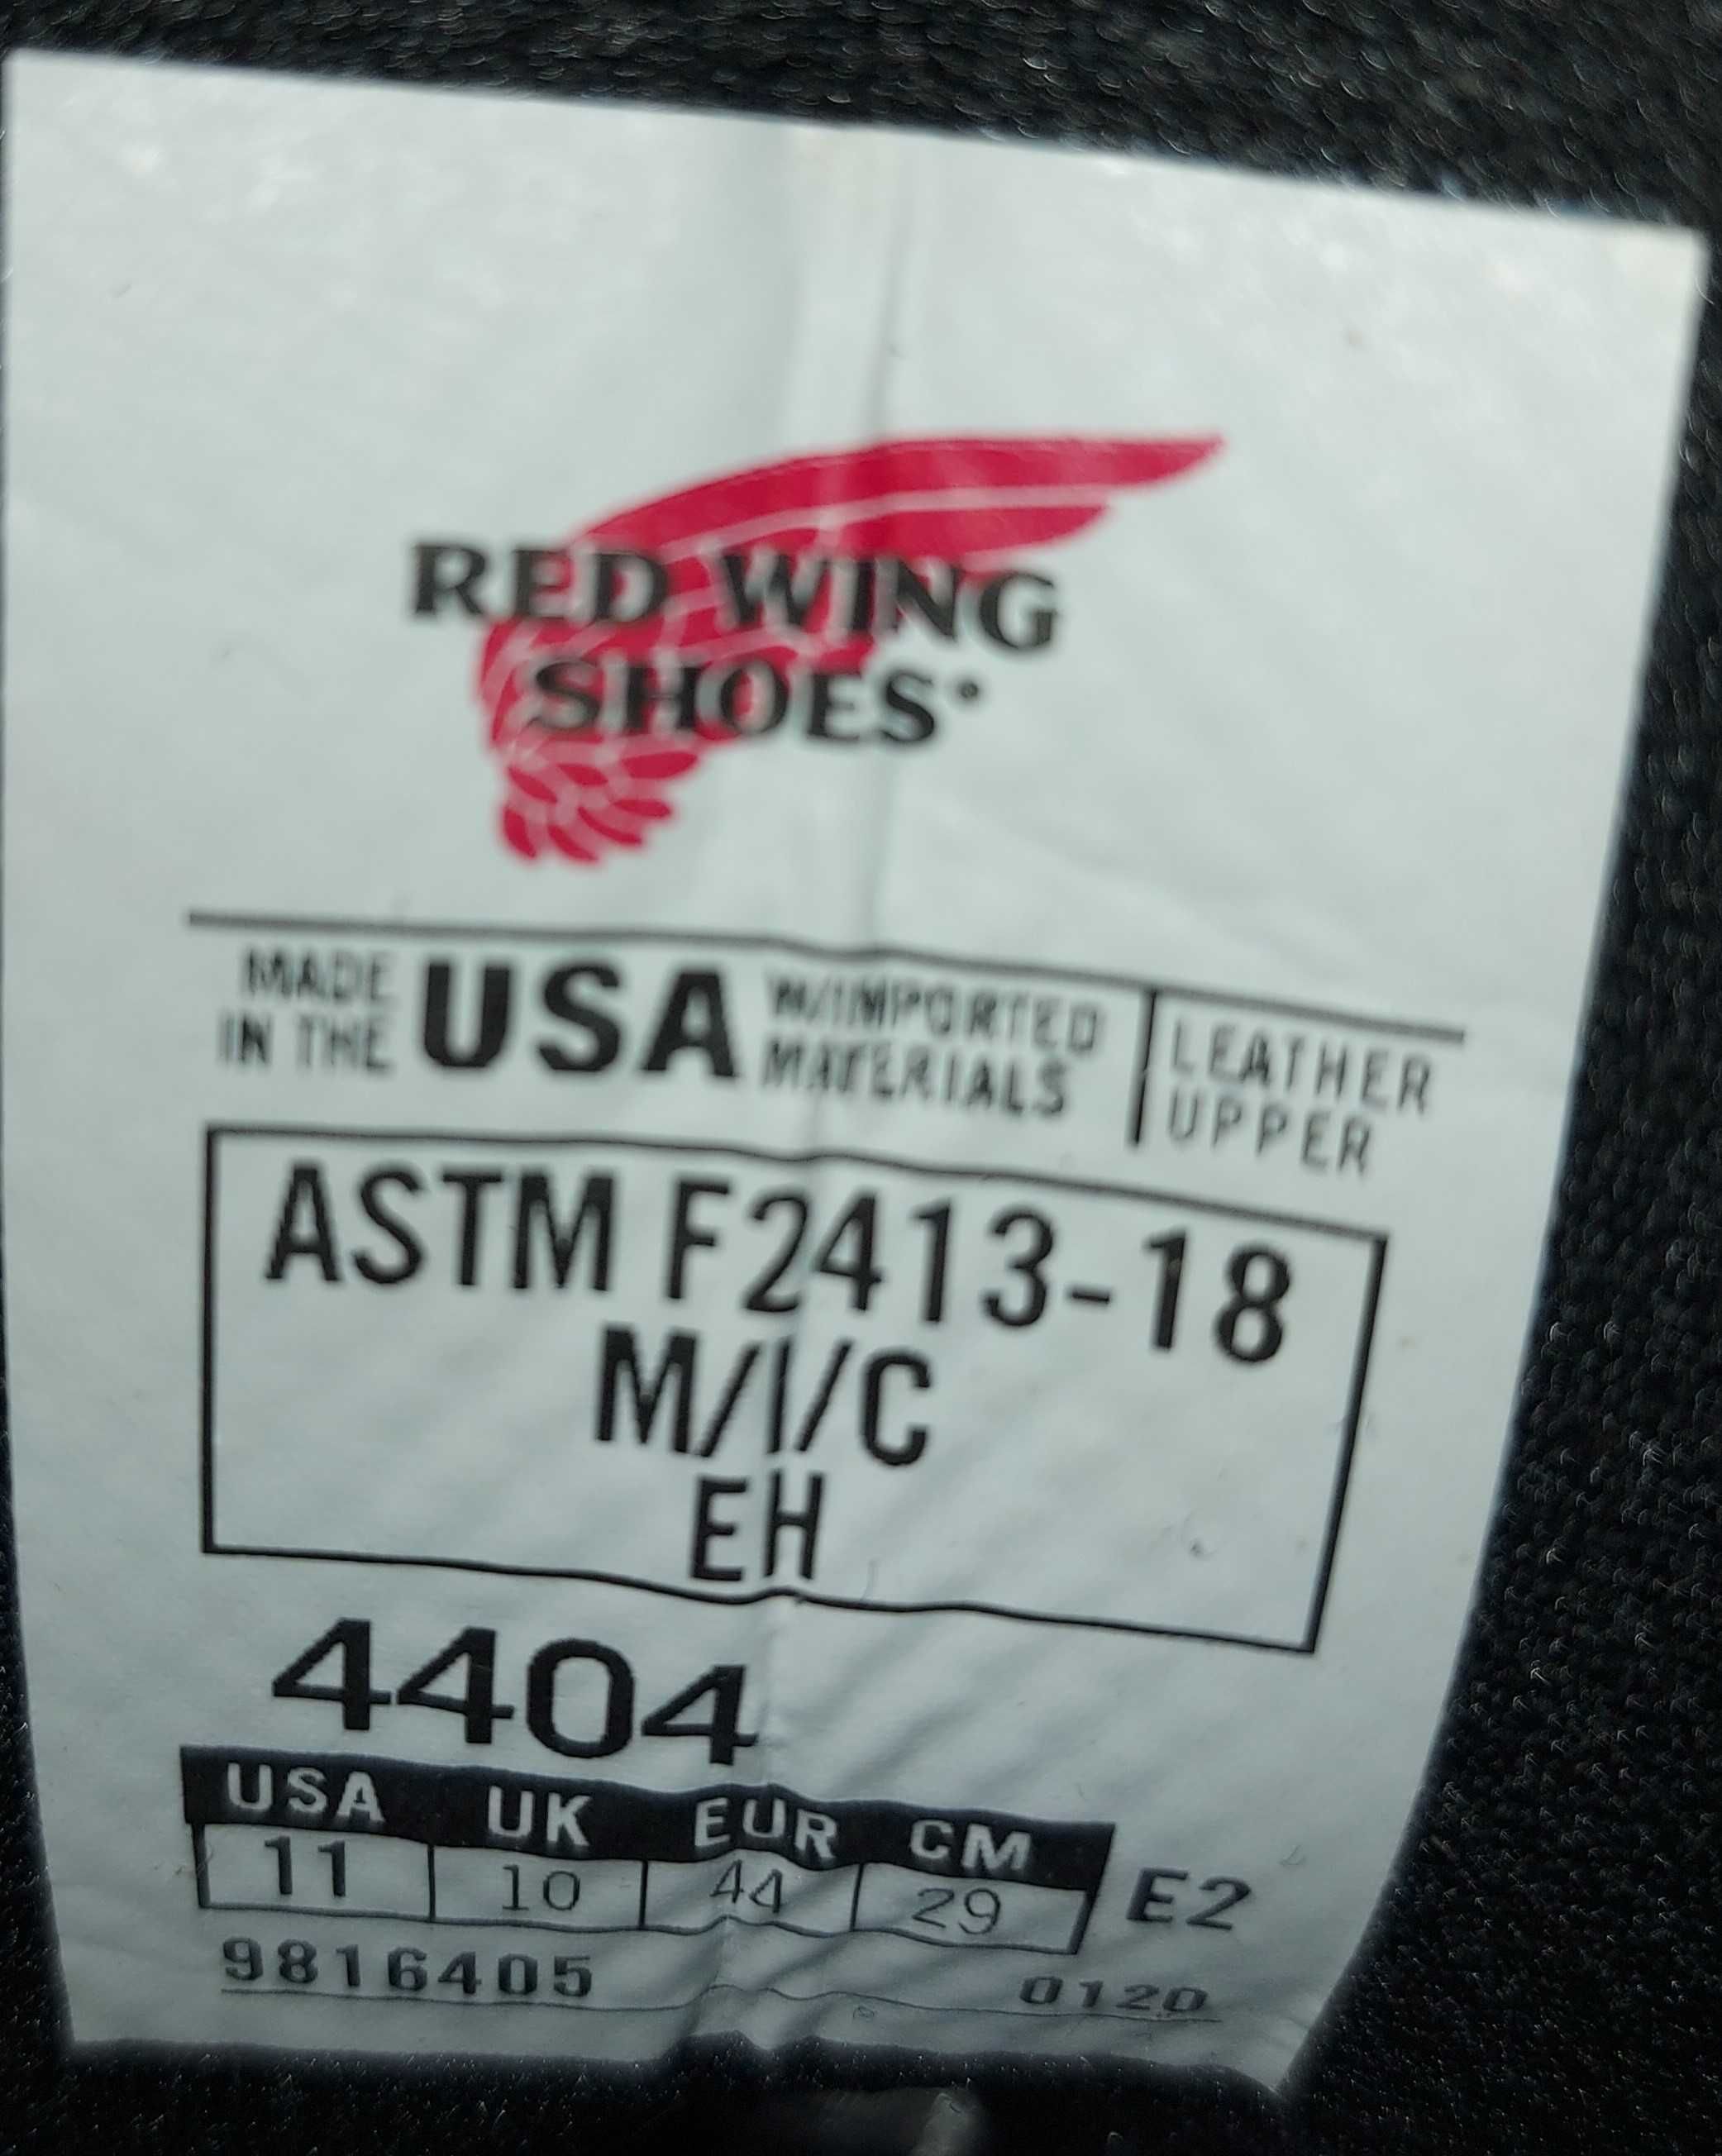 RED WING
SHOES
MADE IN THE USA W/IMPORTED MATERIALS
LEATHER UPPER
ASTM F2413-18
M/I/C
EH
4404
USA UK EUR CM
11 10 44 29 E2
9816405 0120